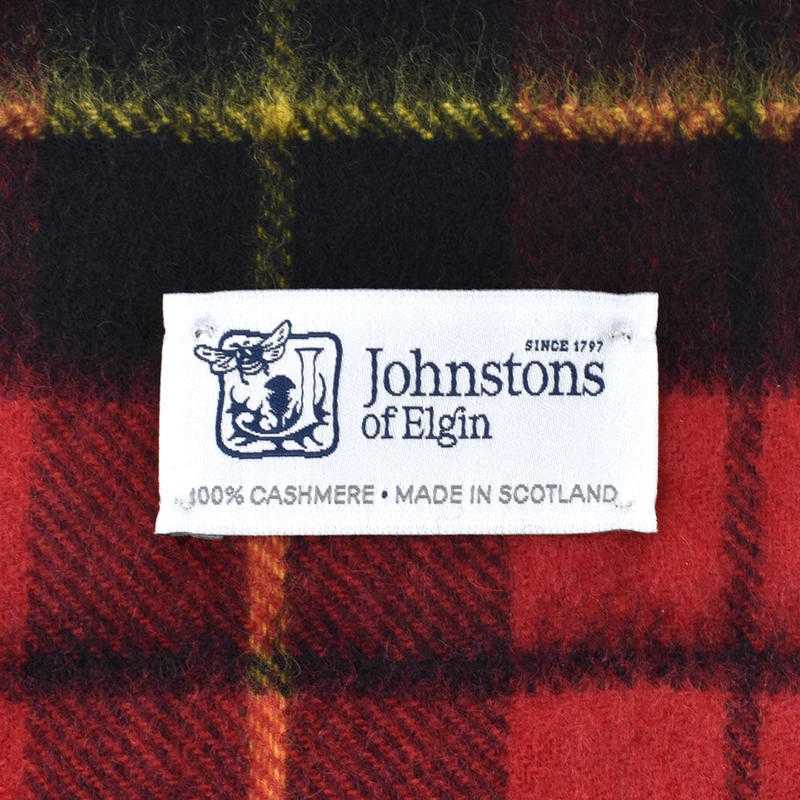 SINCE 1797
Johnstons
of Elgin
100% CASHMERE • MADE IN SCOTLAND